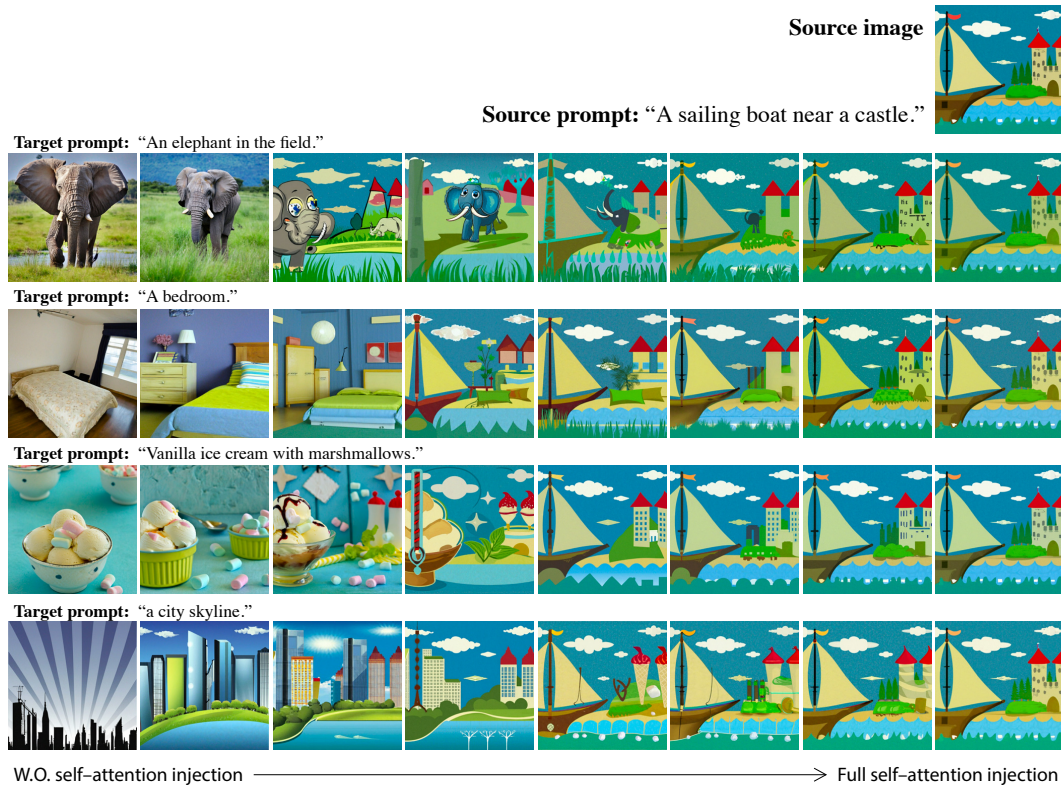 Source image
Source prompt: “A sailing boat near a castle.”
Target prompt: “An elephant in the field.”
Target prompt: “A bedroom.”
Target prompt: “Vanilla ice cream with marshmallows.”
Target prompt: “a city skyline.”
W.O. self–attention injection
Full self–attention injection